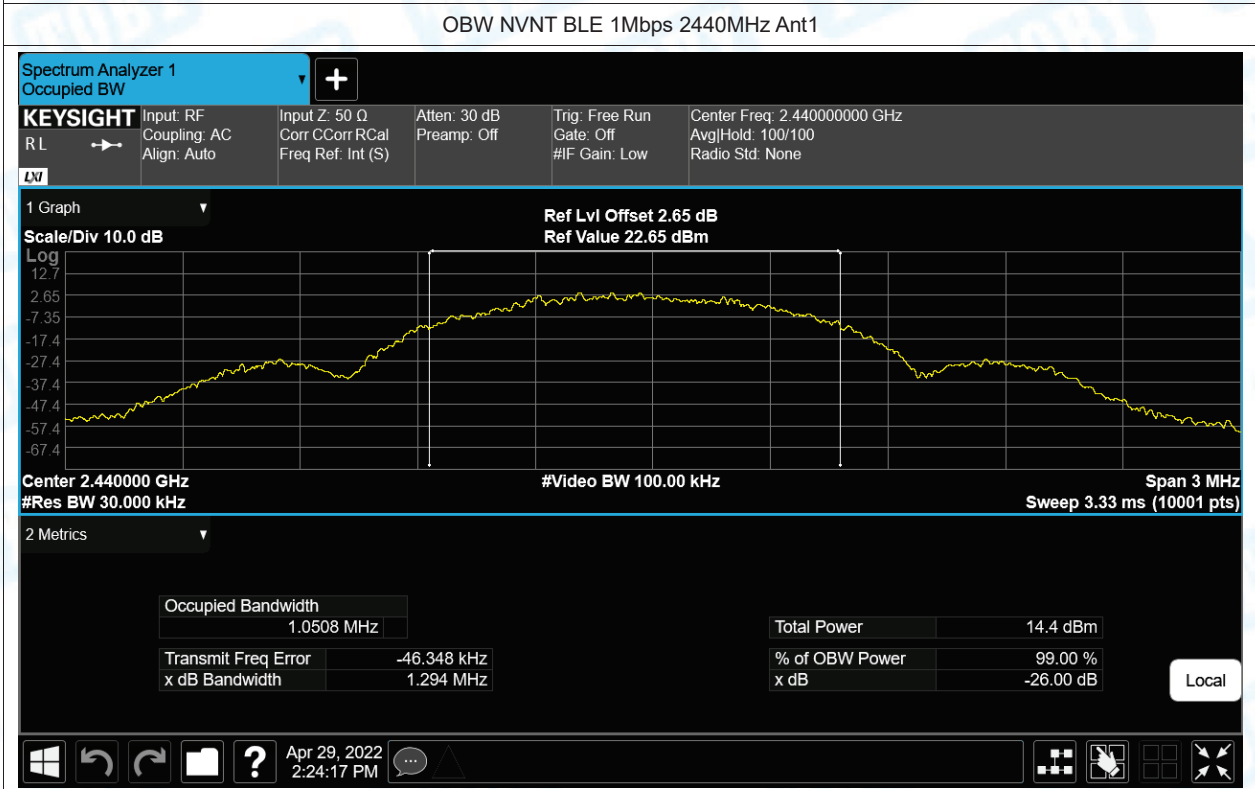 OBW NVNT BLE 1Mbps 2440MHz Ant1
Spectrum Analyzer 1
Occupied BW
KEYSIGHT
RL
LXI
Input: RF
Coupling: AC
Align: Auto
Input Z: 50 Ω
Corr CCorr RCal
Freq Ref: Int (S)
Atten: 30 dB
Preamp: Off
Trig: Free Run
Gate: Off
#IF Gain: Low
Center Freq: 2.440000000 GHz
Avg|Hold: 100/100
Radio Std: None
1 Graph
Ref Lvl Offset 2.65 dB
Scale/Div 10.0 dB
Ref Value 22.65 dBm
Log
12.7
2.65
-7.35
-17.4
-27.4
-37.4
-47.4
-57.4
-67.4
Center 2.440000 GHz
#Video BW 100.00 kHz
Span 3 MHz
#Res BW 30.000 kHz
Sweep 3.33 ms (10001 pts)
2 Metrics
Occupied Bandwidth
1.0508 MHz
Total Power 14.4 dBm
Transmit Freq Error -46.348 kHz
% of OBW Power 99.00 %
x dB Bandwidth 1.294 MHz
x dB -26.00 dB
Local
?
Apr 29, 2022
2:24:17 PM